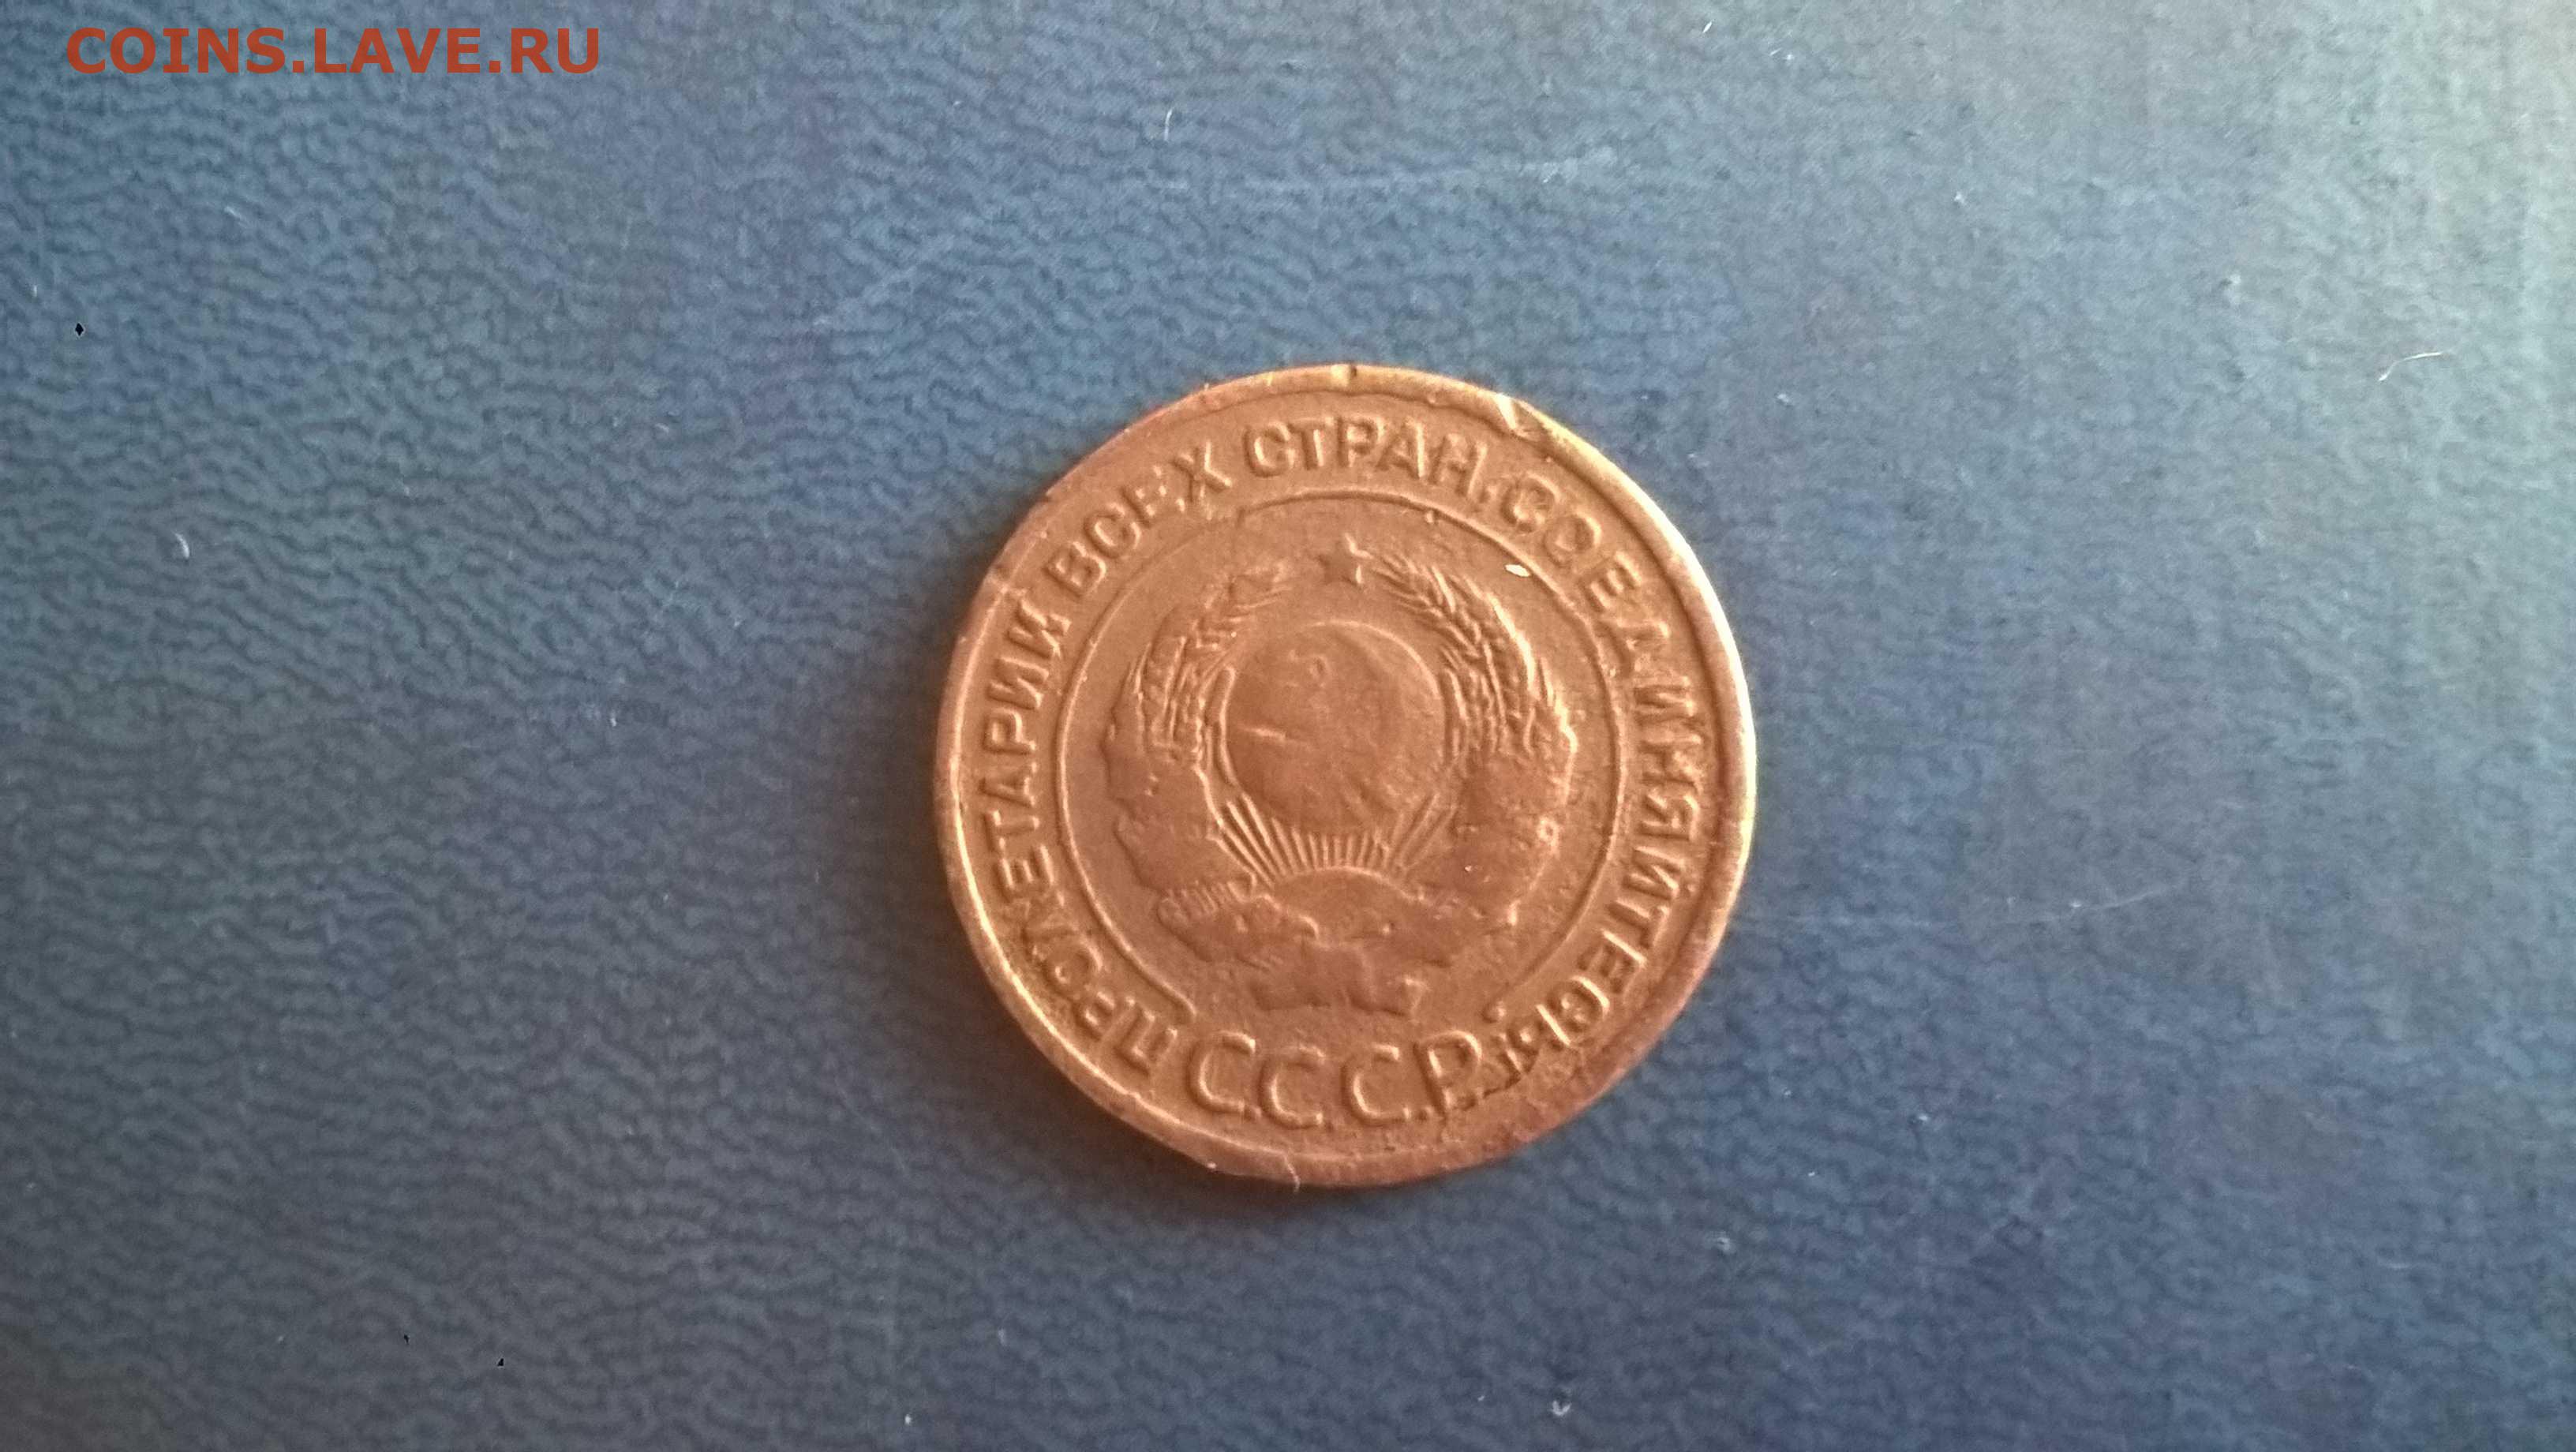 COINS.LAVE.RU
ПРОЛЕТАРИИ ВСЕХ СТРАН, СОЕДИНЯЙТЕСЬ!
С.С.С.Р.